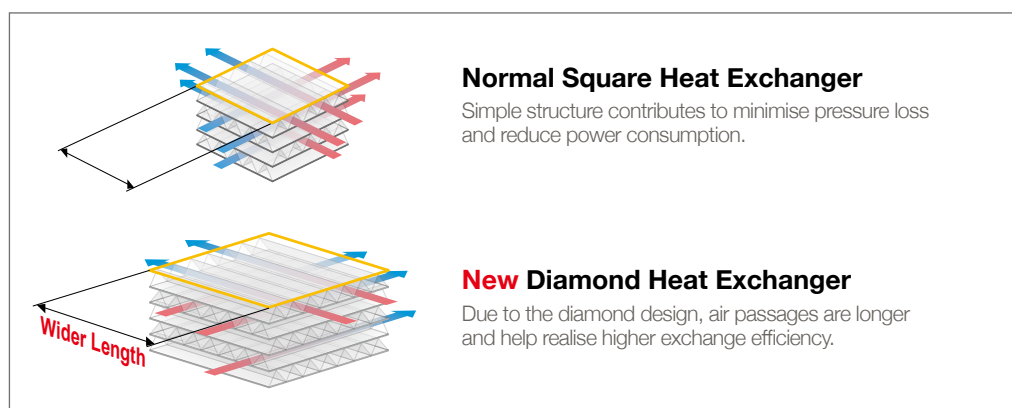 Normal Square Heat Exchanger
Simple structure contributes to minimise pressure loss
and reduce power consumption.
Wider Length
New Diamond Heat Exchanger
Due to the diamond design, air passages are longer
and help realise higher exchange efficiency.